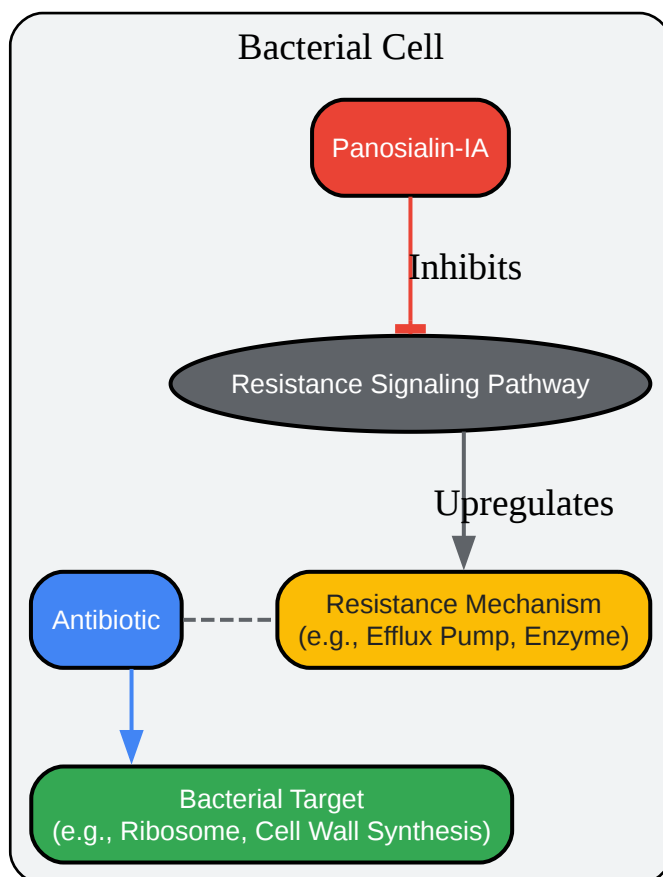 Bacterial Cell
Panosialin-IA
Inhibits
Resistance Signaling Pathway
Upregulates
Antibiotic
Resistance Mechanism
(e.g., Efflux Pump, Enzyme)
Bacterial Target
(e.g., Ribosome, Cell Wall Synthesis)